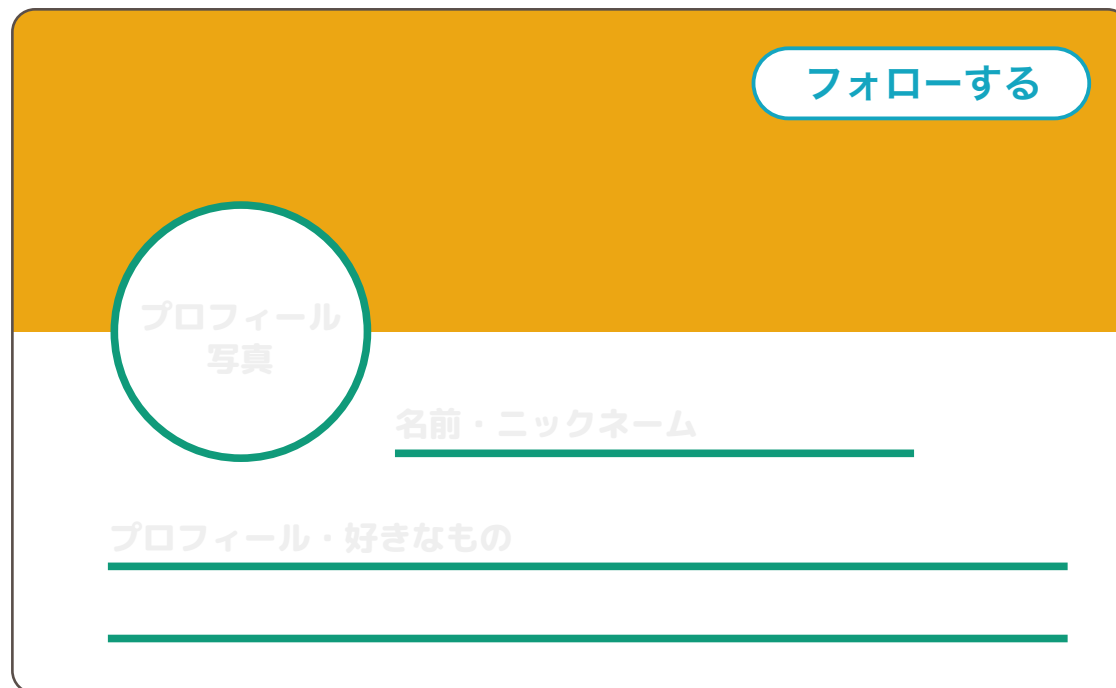 フォローする
プロフィール
写真
名前・ニックネーム
プロフィール・好きなもの